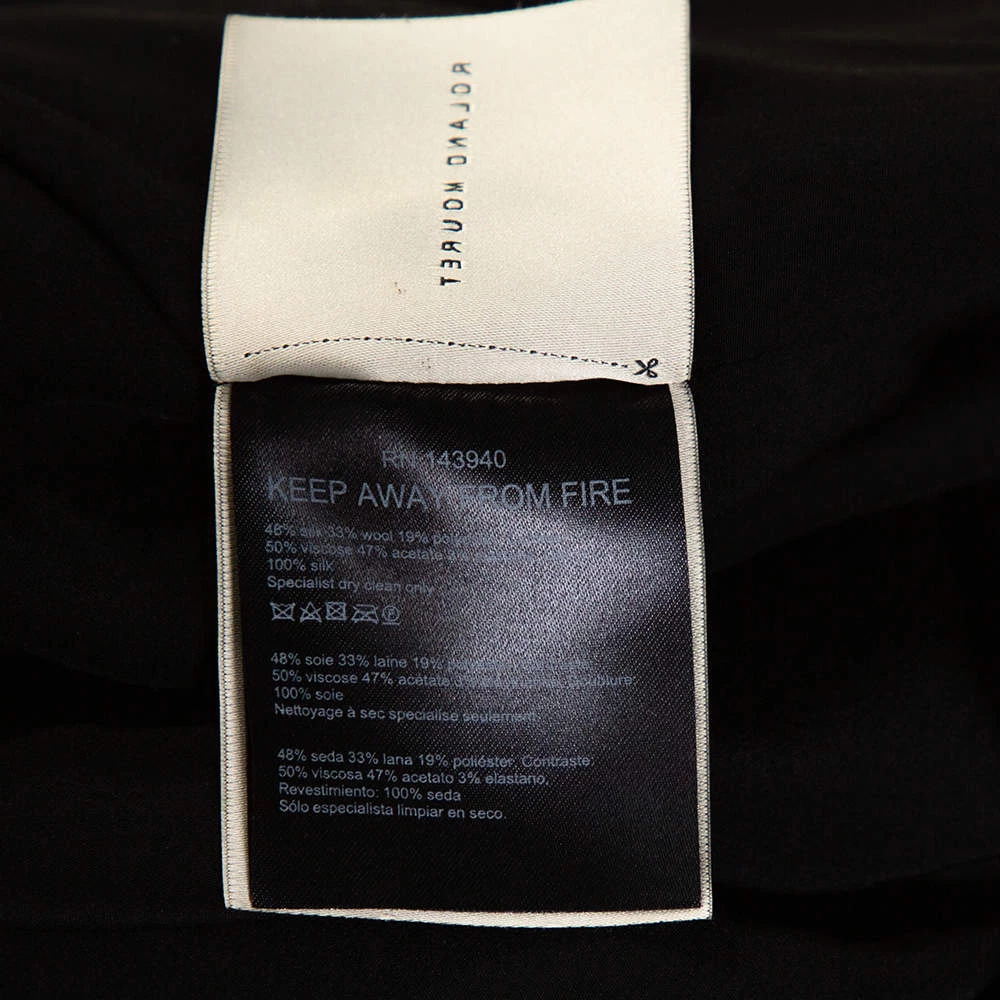 ROLAND MOURET
RN 143940
KEEP AWAY FROM FIRE
48% silk 33% wool 19%
50% viscose 47% acetate
100% silk
Specialist dry clean only
48% soie 33% laine 19%
50% viscose 47% acétate doublure:
100% soie
Nettoyage à sec specialise seulement
48% seda 33% lana 19% poliéster, Contraste:
50% viscosa 47% acetato 3% elastano,
Revestimiento: 100% seda
Sólo especialista limpiar en seco.